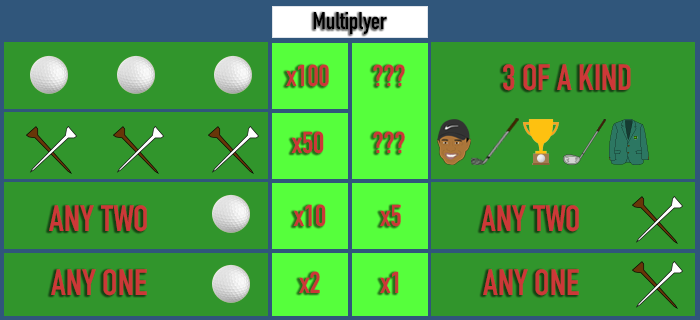 Multiplyer
x100 ??? 3 OF A KIND
x50 ???
ANY TWO x10 x5 ANY TWO
ANY ONE x2 x1 ANY ONE